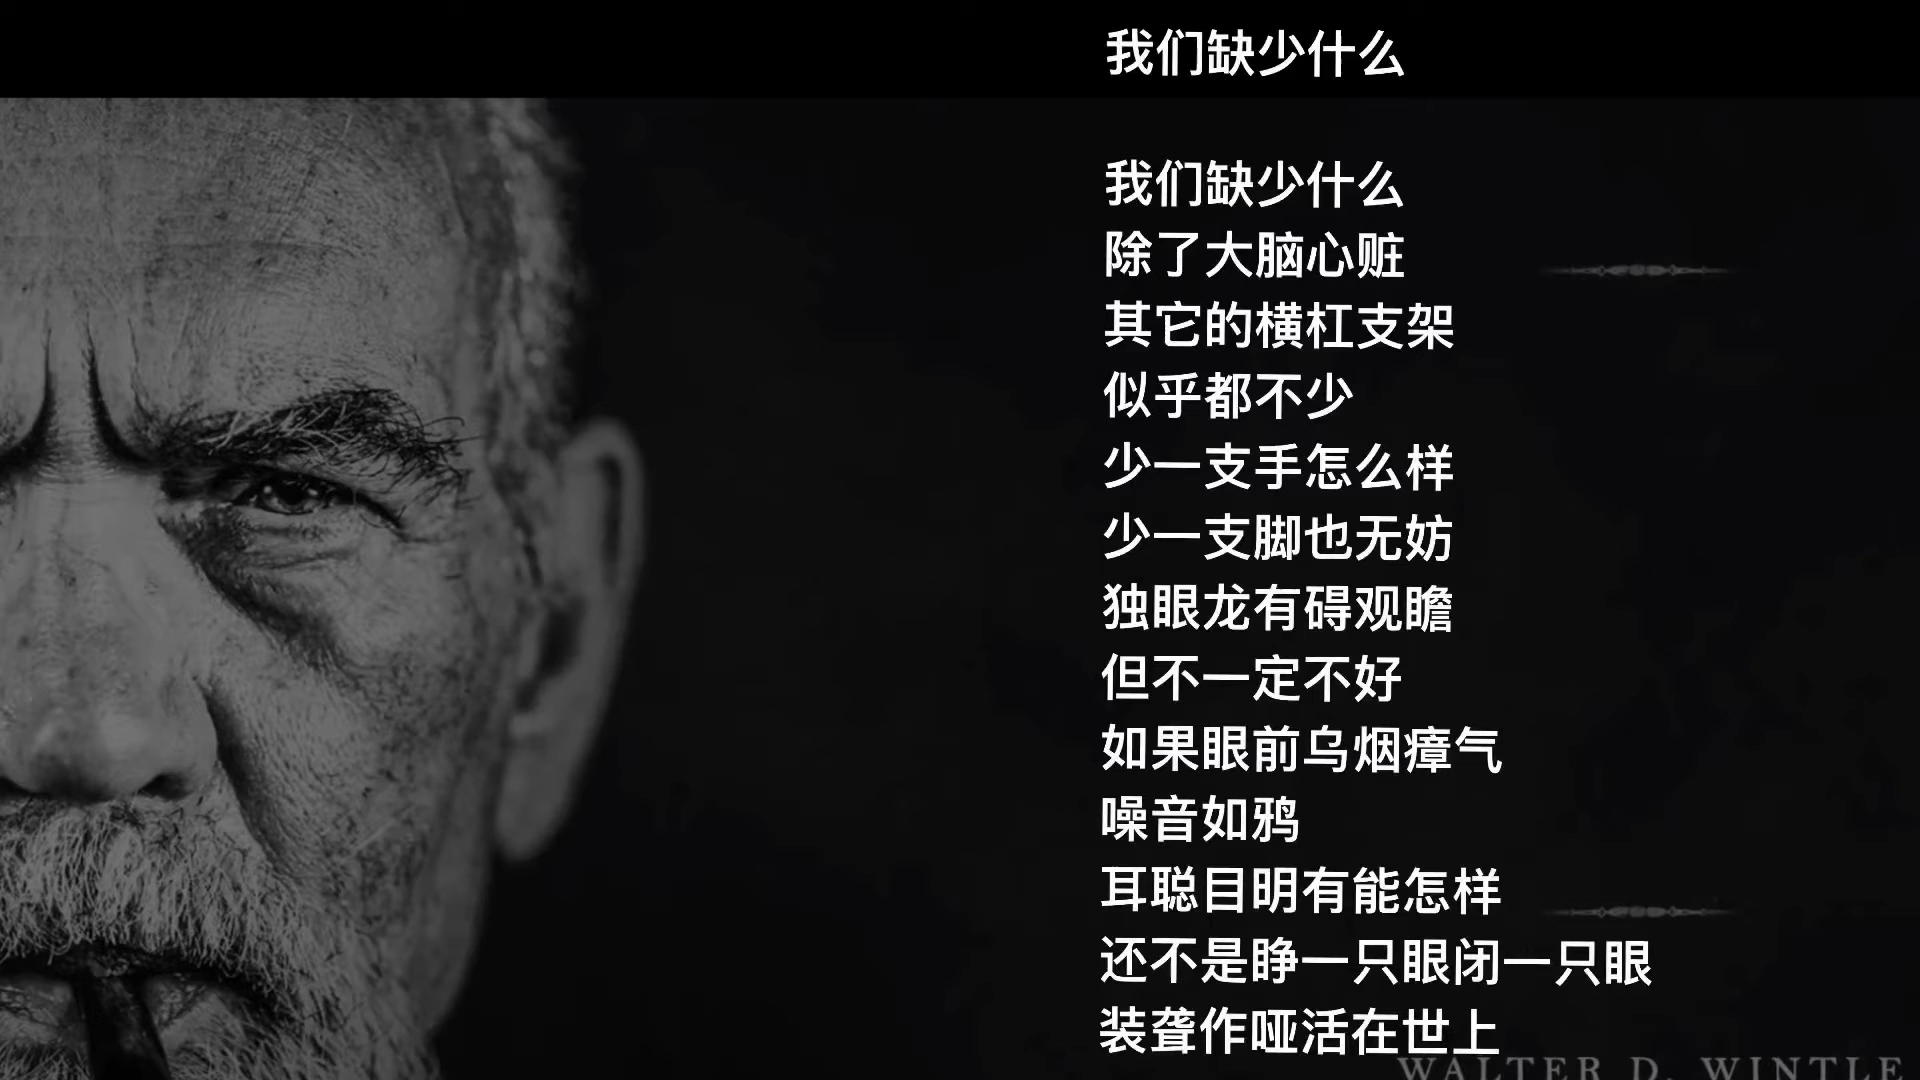 我们缺少什么
我们缺少什么
除了大脑心赃
其它的横杠支架
似乎都不少
少一支手怎么样
少一支脚也无妨
独眼龙有碍观瞻
但不一定不好
如果眼前乌烟瘴气
噪音如鸦
耳聪目明有能怎样
还不是睁一只眼闭一只眼
装聋作哑活在世上
WALTER D. WINTLE